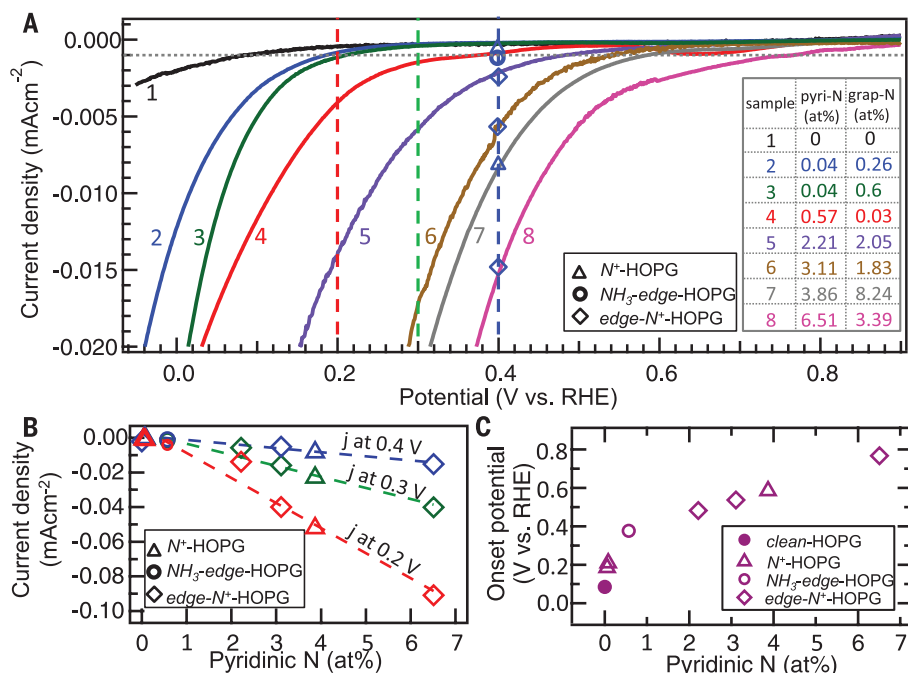 A
0.000
-0.005
-0.010
-0.015
-0.020
Current density (mAcm-2)
1
2
3
4
5
6
7
8
N+-HOPG
NH3-edge-HOPG
edge-N+-HOPG
sample pyri-N (at%) grap-N (at%)
1 0 0
2 0.04 0.26
3 0.04 0.6
4 0.57 0.03
5 2.21 2.05
6 3.11 1.83
7 3.86 8.24
8 6.51 3.39
0.0 0.2 0.4 0.6 0.8
Potential (V vs. RHE)
B
0.00
-0.02
-0.04
-0.06
-0.08
-0.10
Current density
(mAcm-2)
j at 0.4 V
j at 0.3 V
j at 0.2 V
N+-HOPG
NH3-edge-HOPG
edge-N+-HOPG
0 1 2 3 4 5 6 7
Pyridinic N (at%)
C
0.8
0.6
0.4
0.2
0.0
Onset potential
(V vs. RHE)
clean-HOPG
N+-HOPG
NH3-edge-HOPG
edge-N+-HOPG
0 1 2 3 4 5 6 7
Pyridinic N (at%)